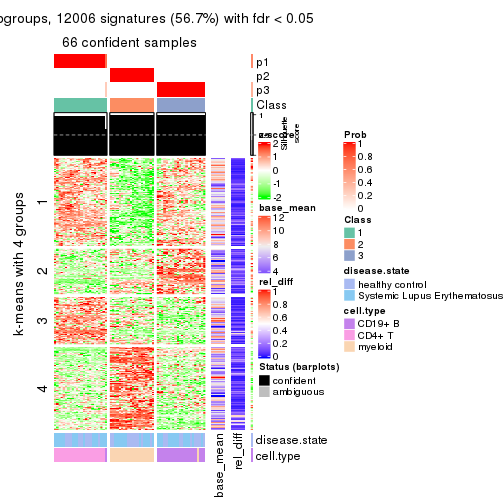 ogroups, 12006 signatures (56.7%) with fdr < 0.05
66 confident samples
p1
p2
p3
Class
1
Silhouette
score
z-score
2
1
0
-1
-2
Prob
1
0.8
0.6
0.4
0.2
0
base_mean
12
10
8
6
4
Class
1
2
3
disease.state
healthy control
Systemic Lupus Erythematosus
rel_diff
1
0.8
0.6
0.4
0.2
0
cell.type
CD19+ B
CD4+ T
myeloid
Status (barplots)
confident
ambiguous
k-means with 4 groups
1
2
3
4
disease.state
cell.type
base_mean
rel_diff